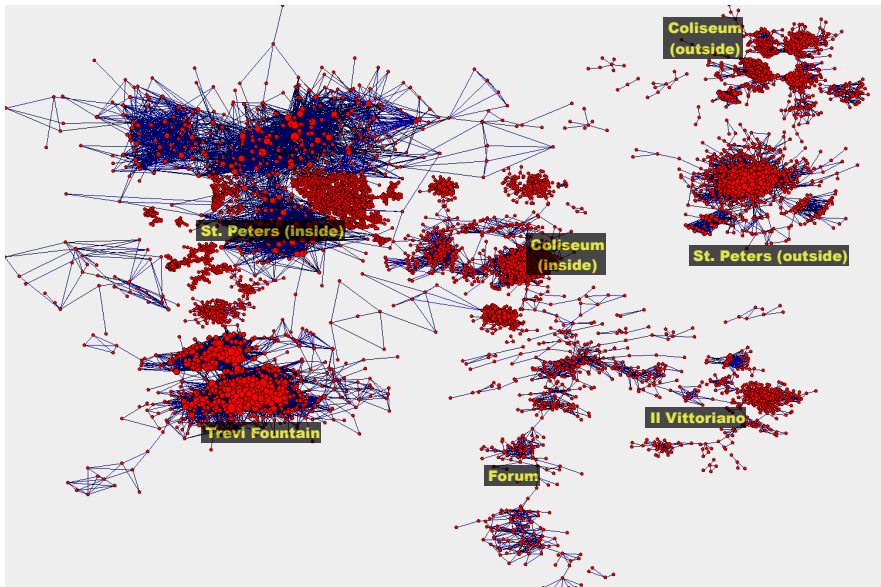 Coliseum
(outside)
St. Peters (inside)
Coliseum
(inside)
St. Peters (outside)
Il Vittoriano
Trevi Fountain
Forum